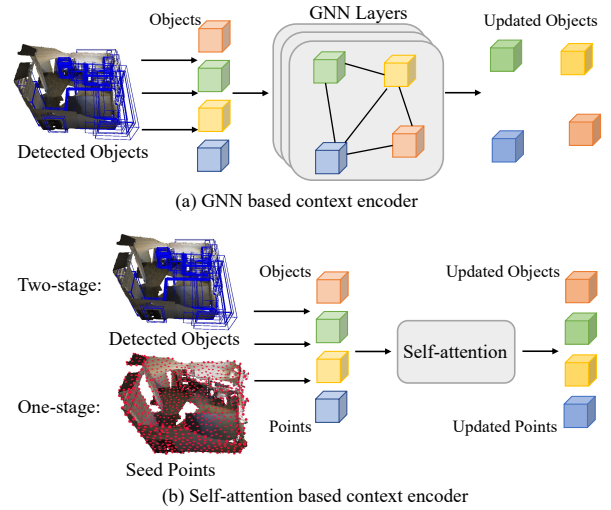 Objects
GNN Layers
Updated Objects
Detected Objects
(a) GNN based context encoder
Two-stage:
Objects
Updated Objects
Detected Objects
Self-attention
One-stage:
Points
Updated Points
Seed Points
(b) Self-attention based context encoder